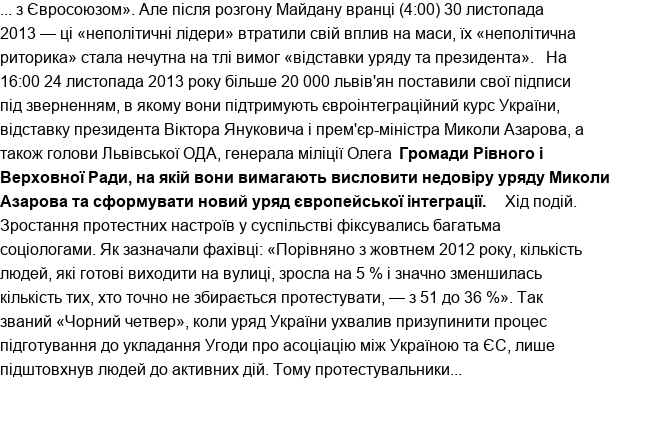 ... з Євросоюзом». Але після розгону Майдану вранці (4:00) 30 листопада
2013 — ці «неполітичні лідери» втратили свій вплив на маси, їх «неполітична
риторика» стала нечутна на тлі вимог «відставки уряду та президента».   На
16:00 24 листопада 2013 року більше 20 000 львів'ян поставили свої підписи
під зверненням, в якому вони підтримують євроінтеграційний курс України,
відставку президента Віктора Януковича і прем'єр-міністра Миколи Азарова, а
також голови Львівської ОДА, генерала міліції Олега  Громади Рівного і
Верховної Ради, на якій вони вимагають висловити недовіру уряду Миколи
Азарова та сформувати новий уряд європейської інтеграції.    Хід подій.
Зростання протестних настроїв у суспільстві фіксувались багатьма
соціологами. Як зазначали фахівці: «Порівняно з жовтнем 2012 року, кількість
людей, які готові виходити на вулиці, зросла на 5 % і значно зменшилась
кількість тих, хто точно не збирається протестувати, — з 51 до 36 %». Так
званий «Чорний четвер», коли уряд України ухвалив призупинити процес
підготування до укладання Угоди про асоціацію між Україною та ЄС, лише
підштовхнув людей до активних дій. Тому протестувальники...